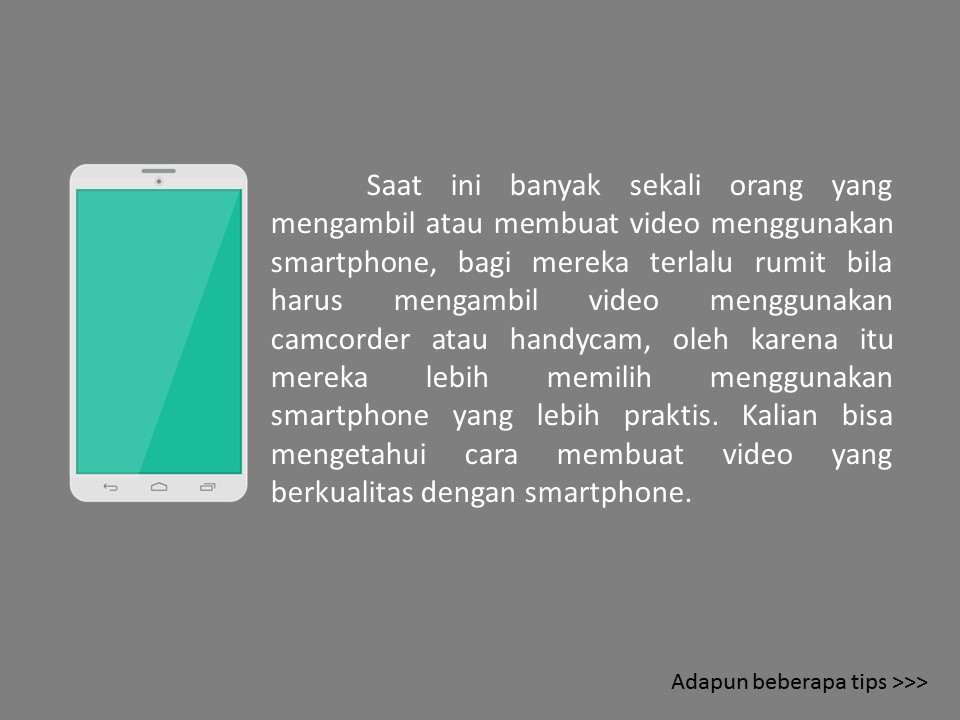 Saat ini banyak sekali orang yang
mengambil atau membuat video menggunakan
smartphone, bagi mereka terlalu rumit bila
harus mengambil video menggunakan
camcorder atau handycam, oleh karena itu
mereka lebih memilih menggunakan
smartphone yang lebih praktis. Kalian bisa
mengetahui cara membuat video yang
berkualitas dengan smartphone.
Adapun beberapa tips >>>